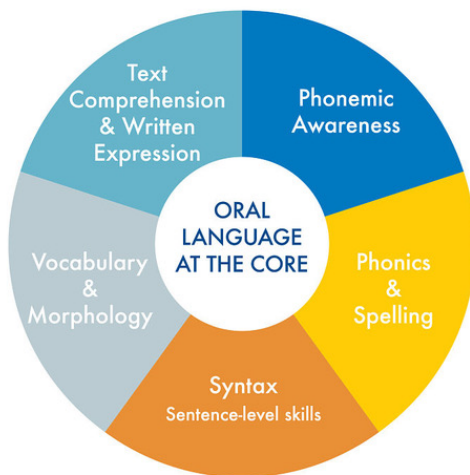 Text
Comprehension
& Written
Expression
Phonemic
Awareness
ORAL
LANGUAGE
AT THE CORE
Vocabulary
&
Morphology
Phonics
&
Spelling
Syntax
Sentence-level skills